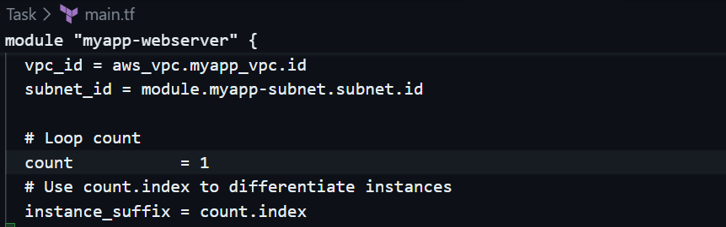 Task > main.tf
module "myapp-webserver" {
  vpc_id = aws_vpc.myapp_vpc.id
  subnet_id = module.myapp-subnet.subnet.id
  # Loop count
  count           = 1
  # Use count.index to differentiate instances
  instance_suffix = count.index